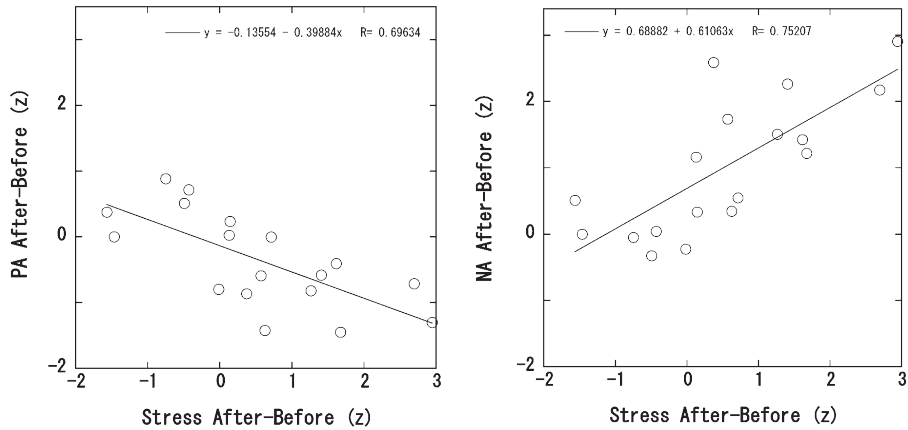 y = -0.13554 - 0.39884x R= 0.69634
2
0
-2
-2 -1 0 1 2 3
PA After-Before (z)
Stress After-Before (z)
y = 0.68882 + 0.61063x R= 0.75207
2
0
-2
-2 -1 0 1 2 3
NA After-Before (z)
Stress After-Before (z)